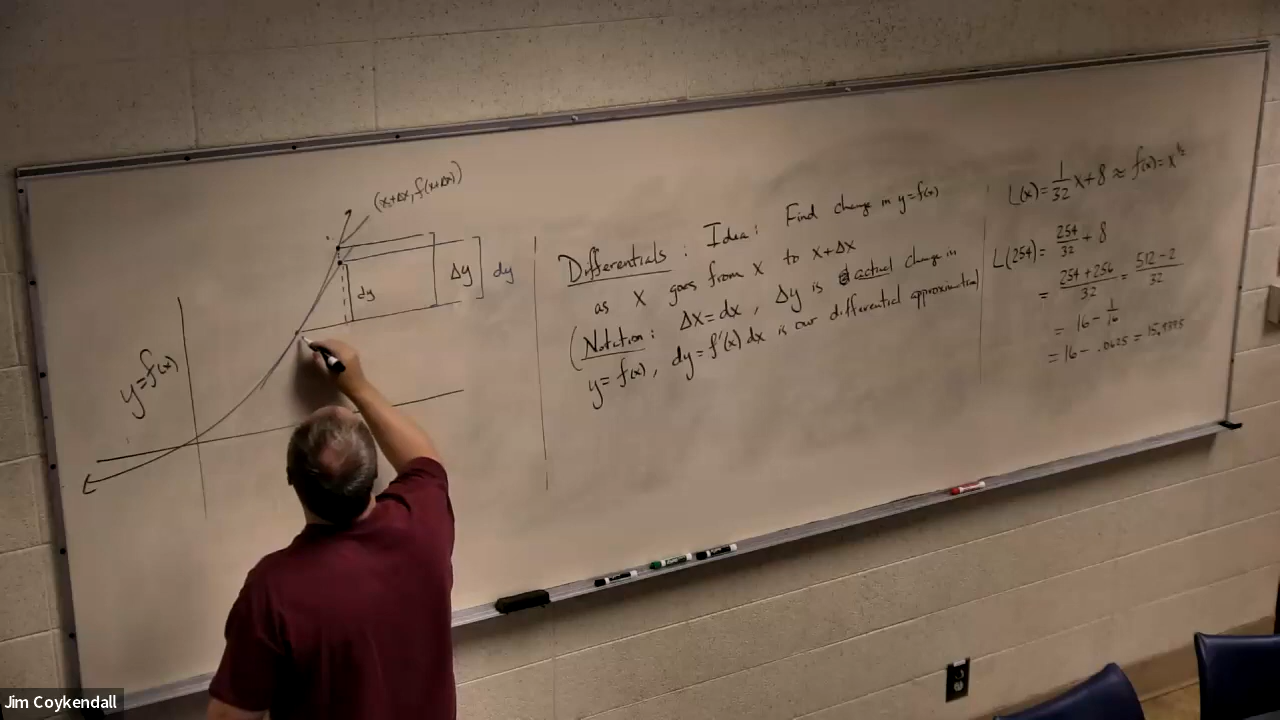 (x+Δx, f(x+Δx))
Δy
dy
dy
y=f(x)
Differentials : Idea: Find change in y=f(x)
as x goes from x to x+Δx
(Notation: Δx=dx, Δy is actual change in
y=f(x), dy=f'(x)dx is our differential approximation)
L(x)=1/32 x+8≈f(x)=x^1/2
L(254)= 254/32 + 8
= 254+256/32 = 512-2/32
= 16 - 1/16
= 16 - .0625 = 15.9375
Jim Coykendall